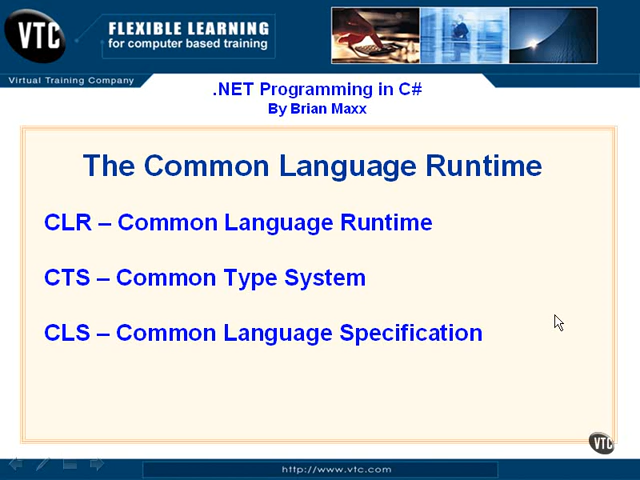 VTC
FLEXIBLE LEARNING
for computer based training
Virtual Training Company
.NET Programming in C#
By Brian Maxx
The Common Language Runtime
CLR – Common Language Runtime
CTS – Common Type System
CLS – Common Language Specification
VTC
http://www.vtc.com